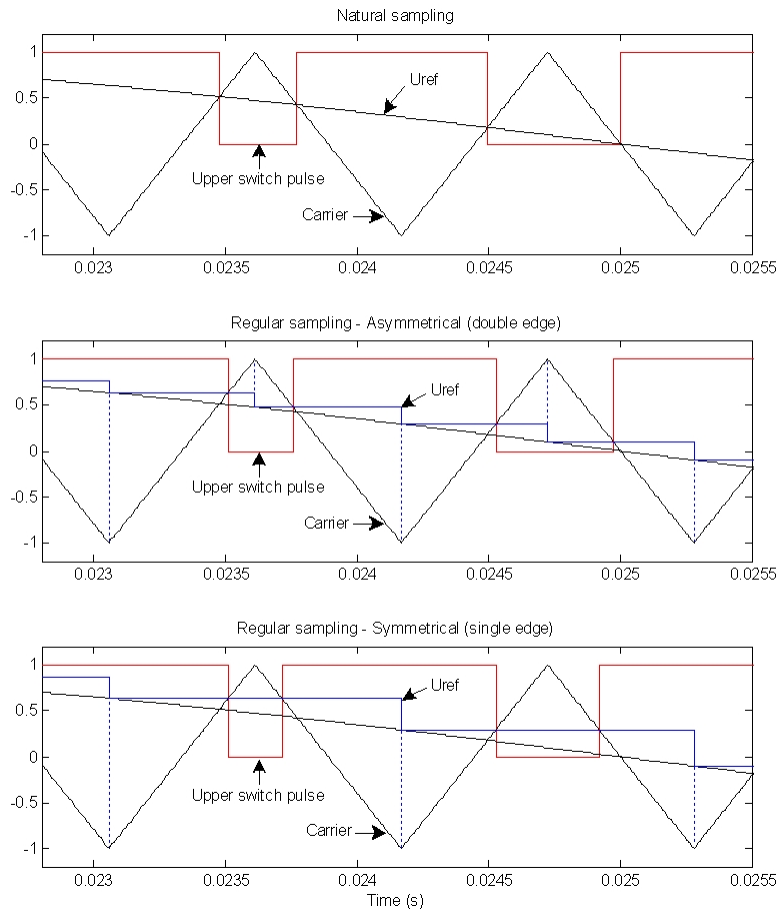 Natural sampling
1
Uref
0.5
0
Upper switch pulse
-0.5
Carrier
-1
0.023 0.0235 0.024 0.0245 0.025 0.0255
Regular sampling - Asymmetrical (double edge)
1
Uref
0.5
0
Upper switch pulse
-0.5
Carrier
-1
0.023 0.0235 0.024 0.0245 0.025 0.0255
Regular sampling - Symmetrical (single edge)
1
Uref
0.5
0
Upper switch pulse
-0.5
Carrier
-1
0.023 0.0235 0.024 0.0245 0.025 0.0255
Time (s)